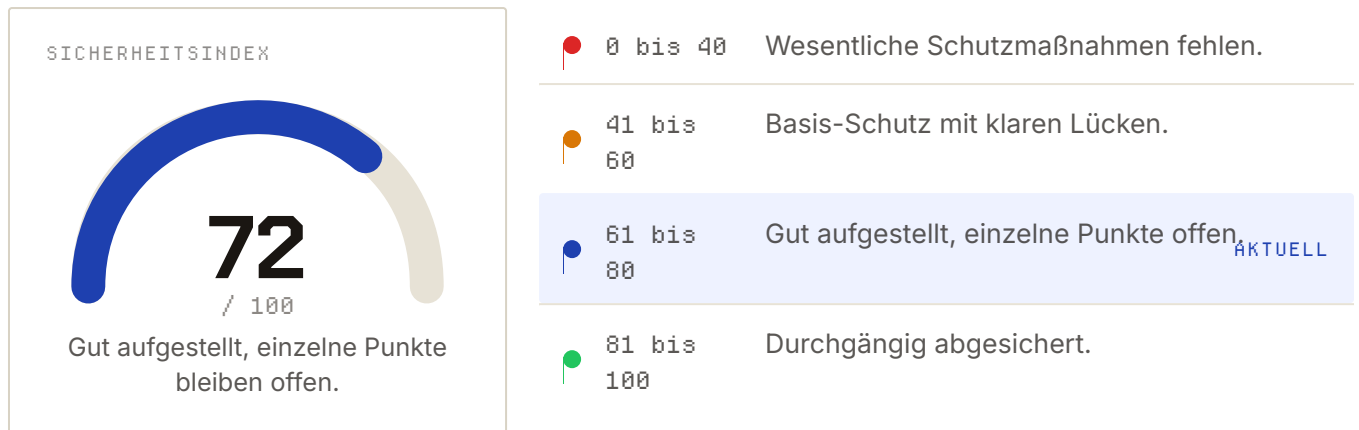 SICHERHEITSINDEX
72
/ 100
Gut aufgestellt, einzelne Punkte
bleiben offen.
0 bis 40 Wesentliche Schutzmaßnahmen fehlen.
41 bis Basis-Schutz mit klaren Lücken.
60
61 bis Gut aufgestellt, einzelne Punkte offen.
80
AKTUELL
81 bis Durchgängig abgesichert.
100